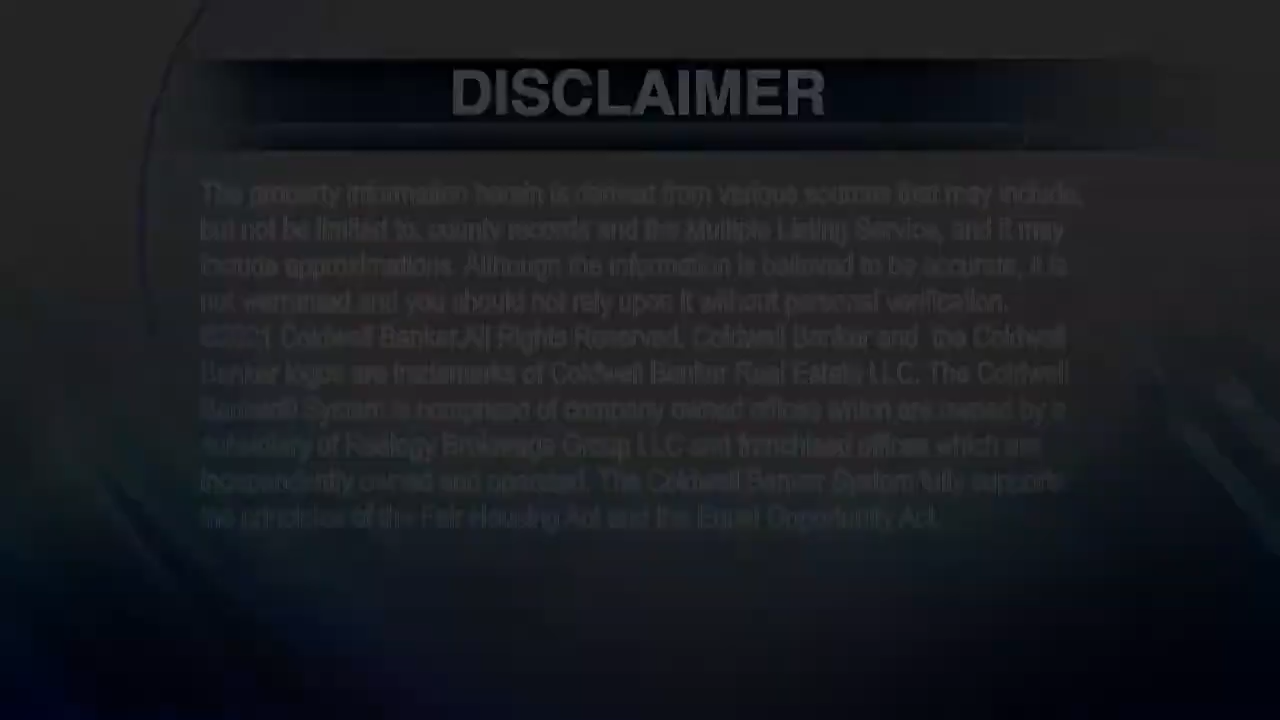 DISCLAIMER
The property information herein is derived from various sources that may include,
but not be limited to, county records and the Multiple Listing Service, and it may
include approximations. Although the information is believed to be accurate, it is
not warranted and you should not rely upon it without personal verification.
©2021 Coldwell Banker.All Rights Reserved. Coldwell Banker and the Coldwell
Banker logos are trademarks of Coldwell Banker Real Estate LLC. The Coldwell
Banker® System is comprised of company owned offices which are owned by a
subsidiary of Realogy Brokerage Group LLC and franchised offices which are
independently owned and operated. The Coldwell Banker System fully supports
the principles of the Fair Housing Act and the Equal Opportunity Act.